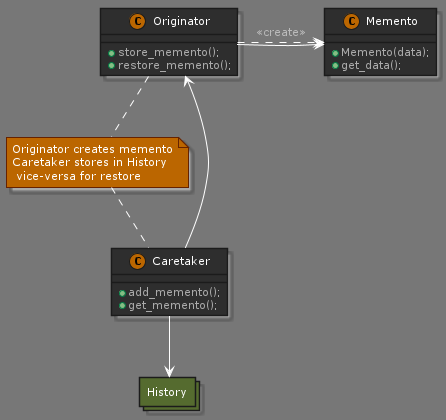 C Originator
store_memento();
restore_memento();
«create»
C Memento
Memento(data);
get_data();
Originator creates memento
Caretaker stores in History
vice-versa for restore
C Caretaker
add_memento();
get_memento();
History